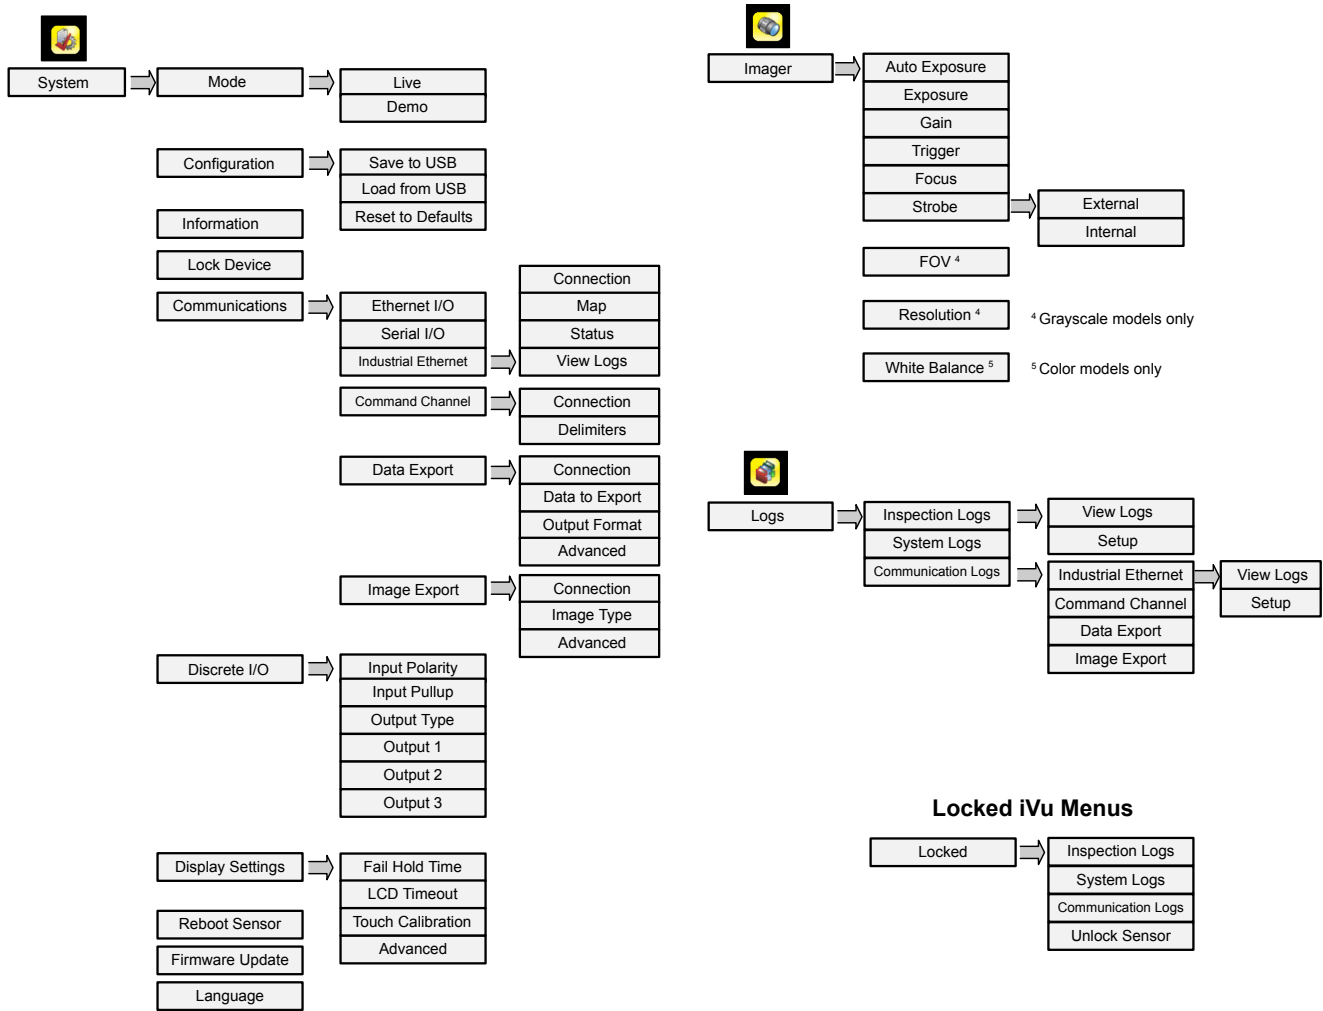 System
Mode
Live
Demo
Configuration
Save to USB
Load from USB
Reset to Defaults
Information
Lock Device
Communications
Ethernet I/O
Serial I/O
Industrial Ethernet
Connection
Map
Status
View Logs
Command Channel
Connection
Delimiters
Data Export
Connection
Data to Export
Output Format
Advanced
Image Export
Connection
Image Type
Advanced
Discrete I/O
Input Polarity
Input Pullup
Output Type
Output 1
Output 2
Output 3
Display Settings
Fail Hold Time
LCD Timeout
Touch Calibration
Advanced
Reboot Sensor
Firmware Update
Language
Imager
Auto Exposure
Exposure
Gain
Trigger
Focus
Strobe
External
Internal
FOV 4
Resolution 4
4 Grayscale models only
White Balance 5
5 Color models only
Logs
Inspection Logs
View Logs
Setup
System Logs
Communication Logs
Industrial Ethernet
View Logs
Setup
Command Channel
Data Export
Image Export
Locked iVu Menus
Locked
Inspection Logs
System Logs
Communication Logs
Unlock Sensor